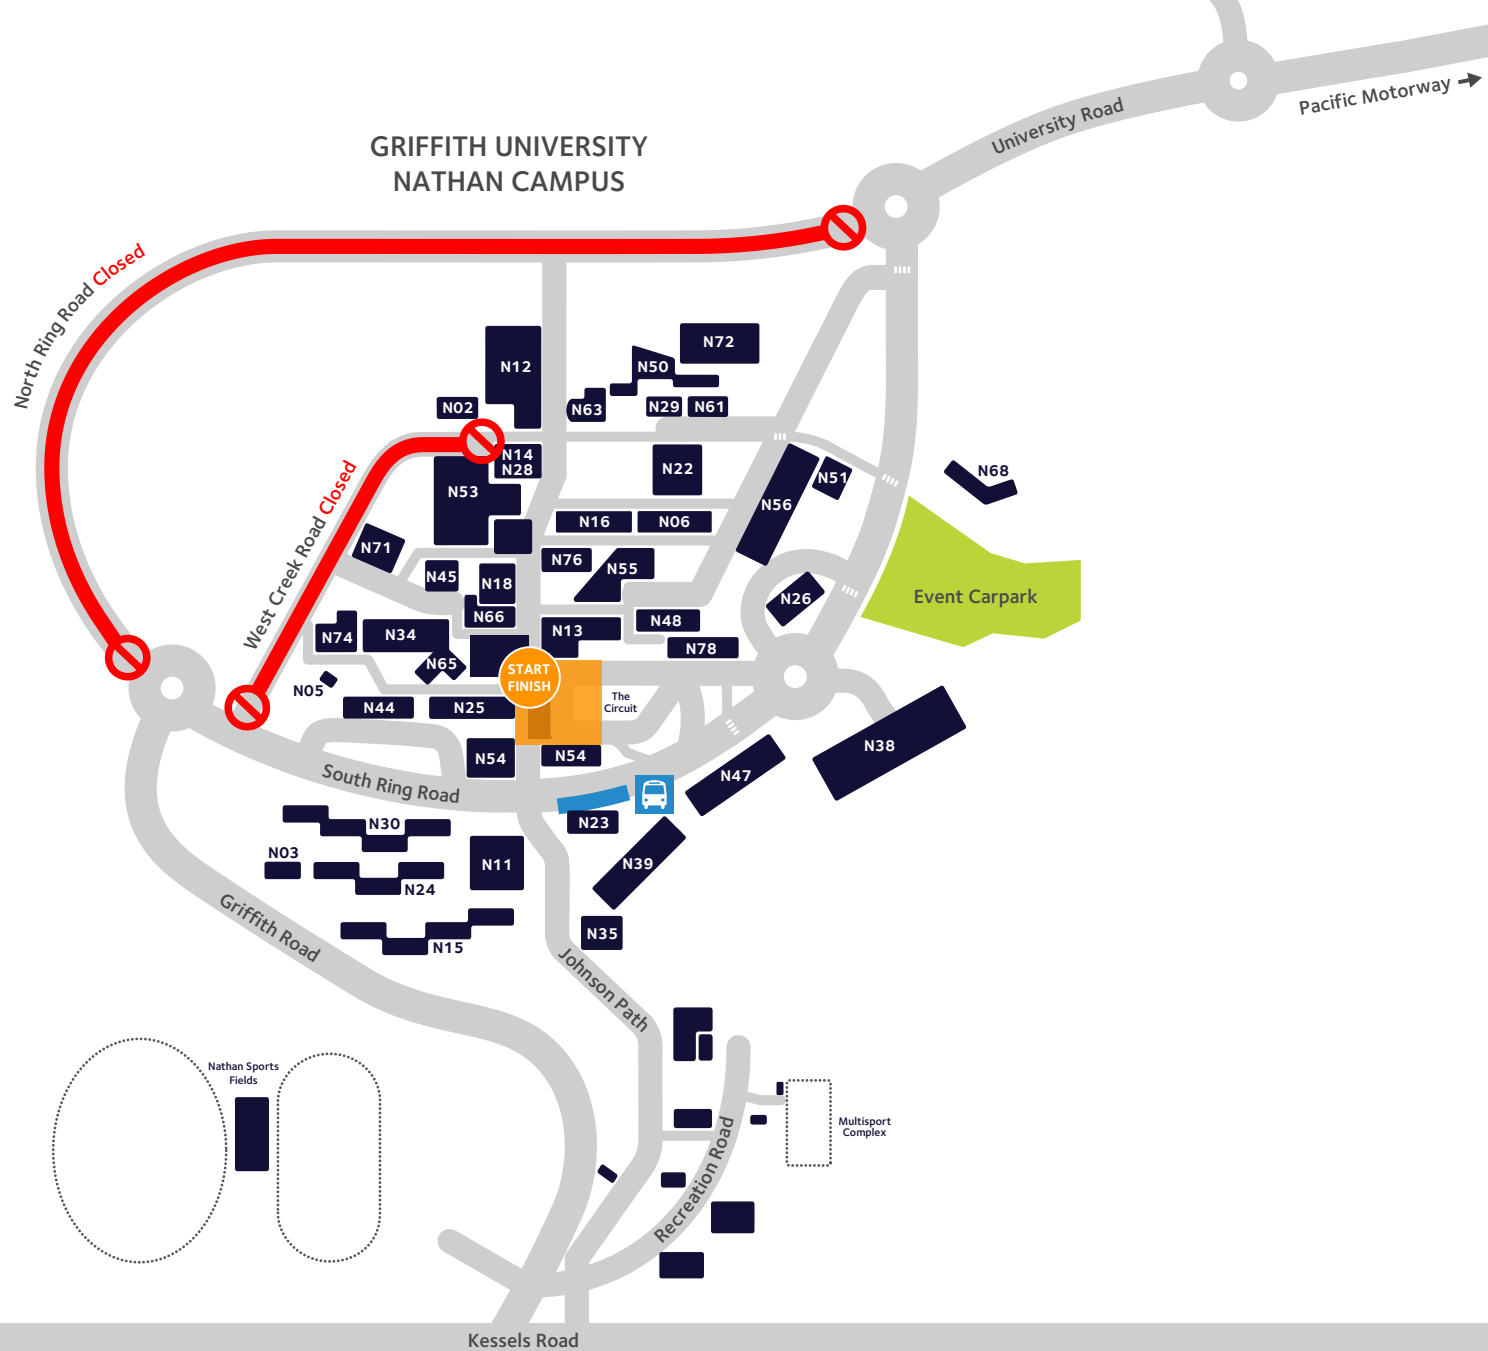 Pacific Motorway
University Road
GRIFFITH UNIVERSITY
NATHAN CAMPUS
North Ring Road Closed
N72
N12
N50
N02
N63
N29
N61
N14
N28
N22
N68
N53
N51
N56
West Creek Road Closed
N16
N06
N71
N76
N55
N45
N18
Event Carpark
N26
N66
N48
N74
N34
N13
N78
N65
START
FINISH
N05
The
Circuit
N44
N25
N38
N54
N54
N47
South Ring Road
N30
N23
N03
N11
N39
N24
Griffith Road
N35
N15
Johnson Path
Nathan Sports
Fields
Multisport
Complex
Recreation Road
Kessels Road